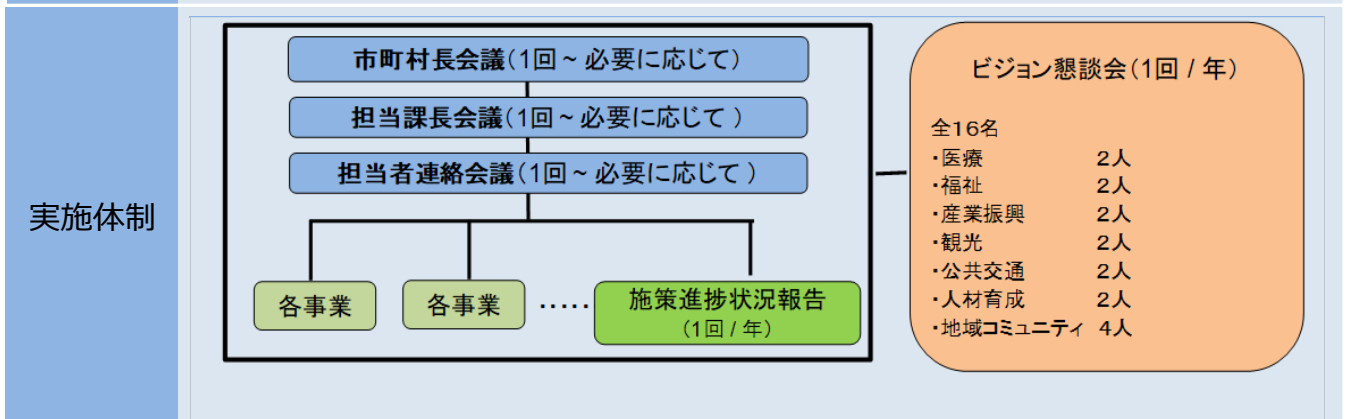 実施体制
市町村長会議(1回～必要に応じて)
担当課長会議(1回～必要に応じて )
担当者連絡会議(1回～必要に応じて )
各事業
各事業
‥‥‥
施策進捗状況報告
(1回 / 年)
ビジョン懇談会(1回 / 年)
全16名
・医療 2人
・福祉 2人
・産業振興 2人
・観光 2人
・公共交通 2人
・人材育成 2人
・地域コミュニティ 4人